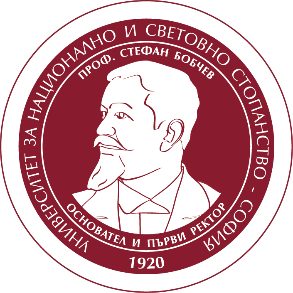 УНИВЕРСИТЕТ ЗА НАЦИОНАЛНО И СВЕТОВНО СТОПАНСТВО - СОФИЯ
ПРОФ. СТЕФАН БОБЧЕВ
ОСНОВАТЕЛ И ПЪРВИ РЕКТОР
1920